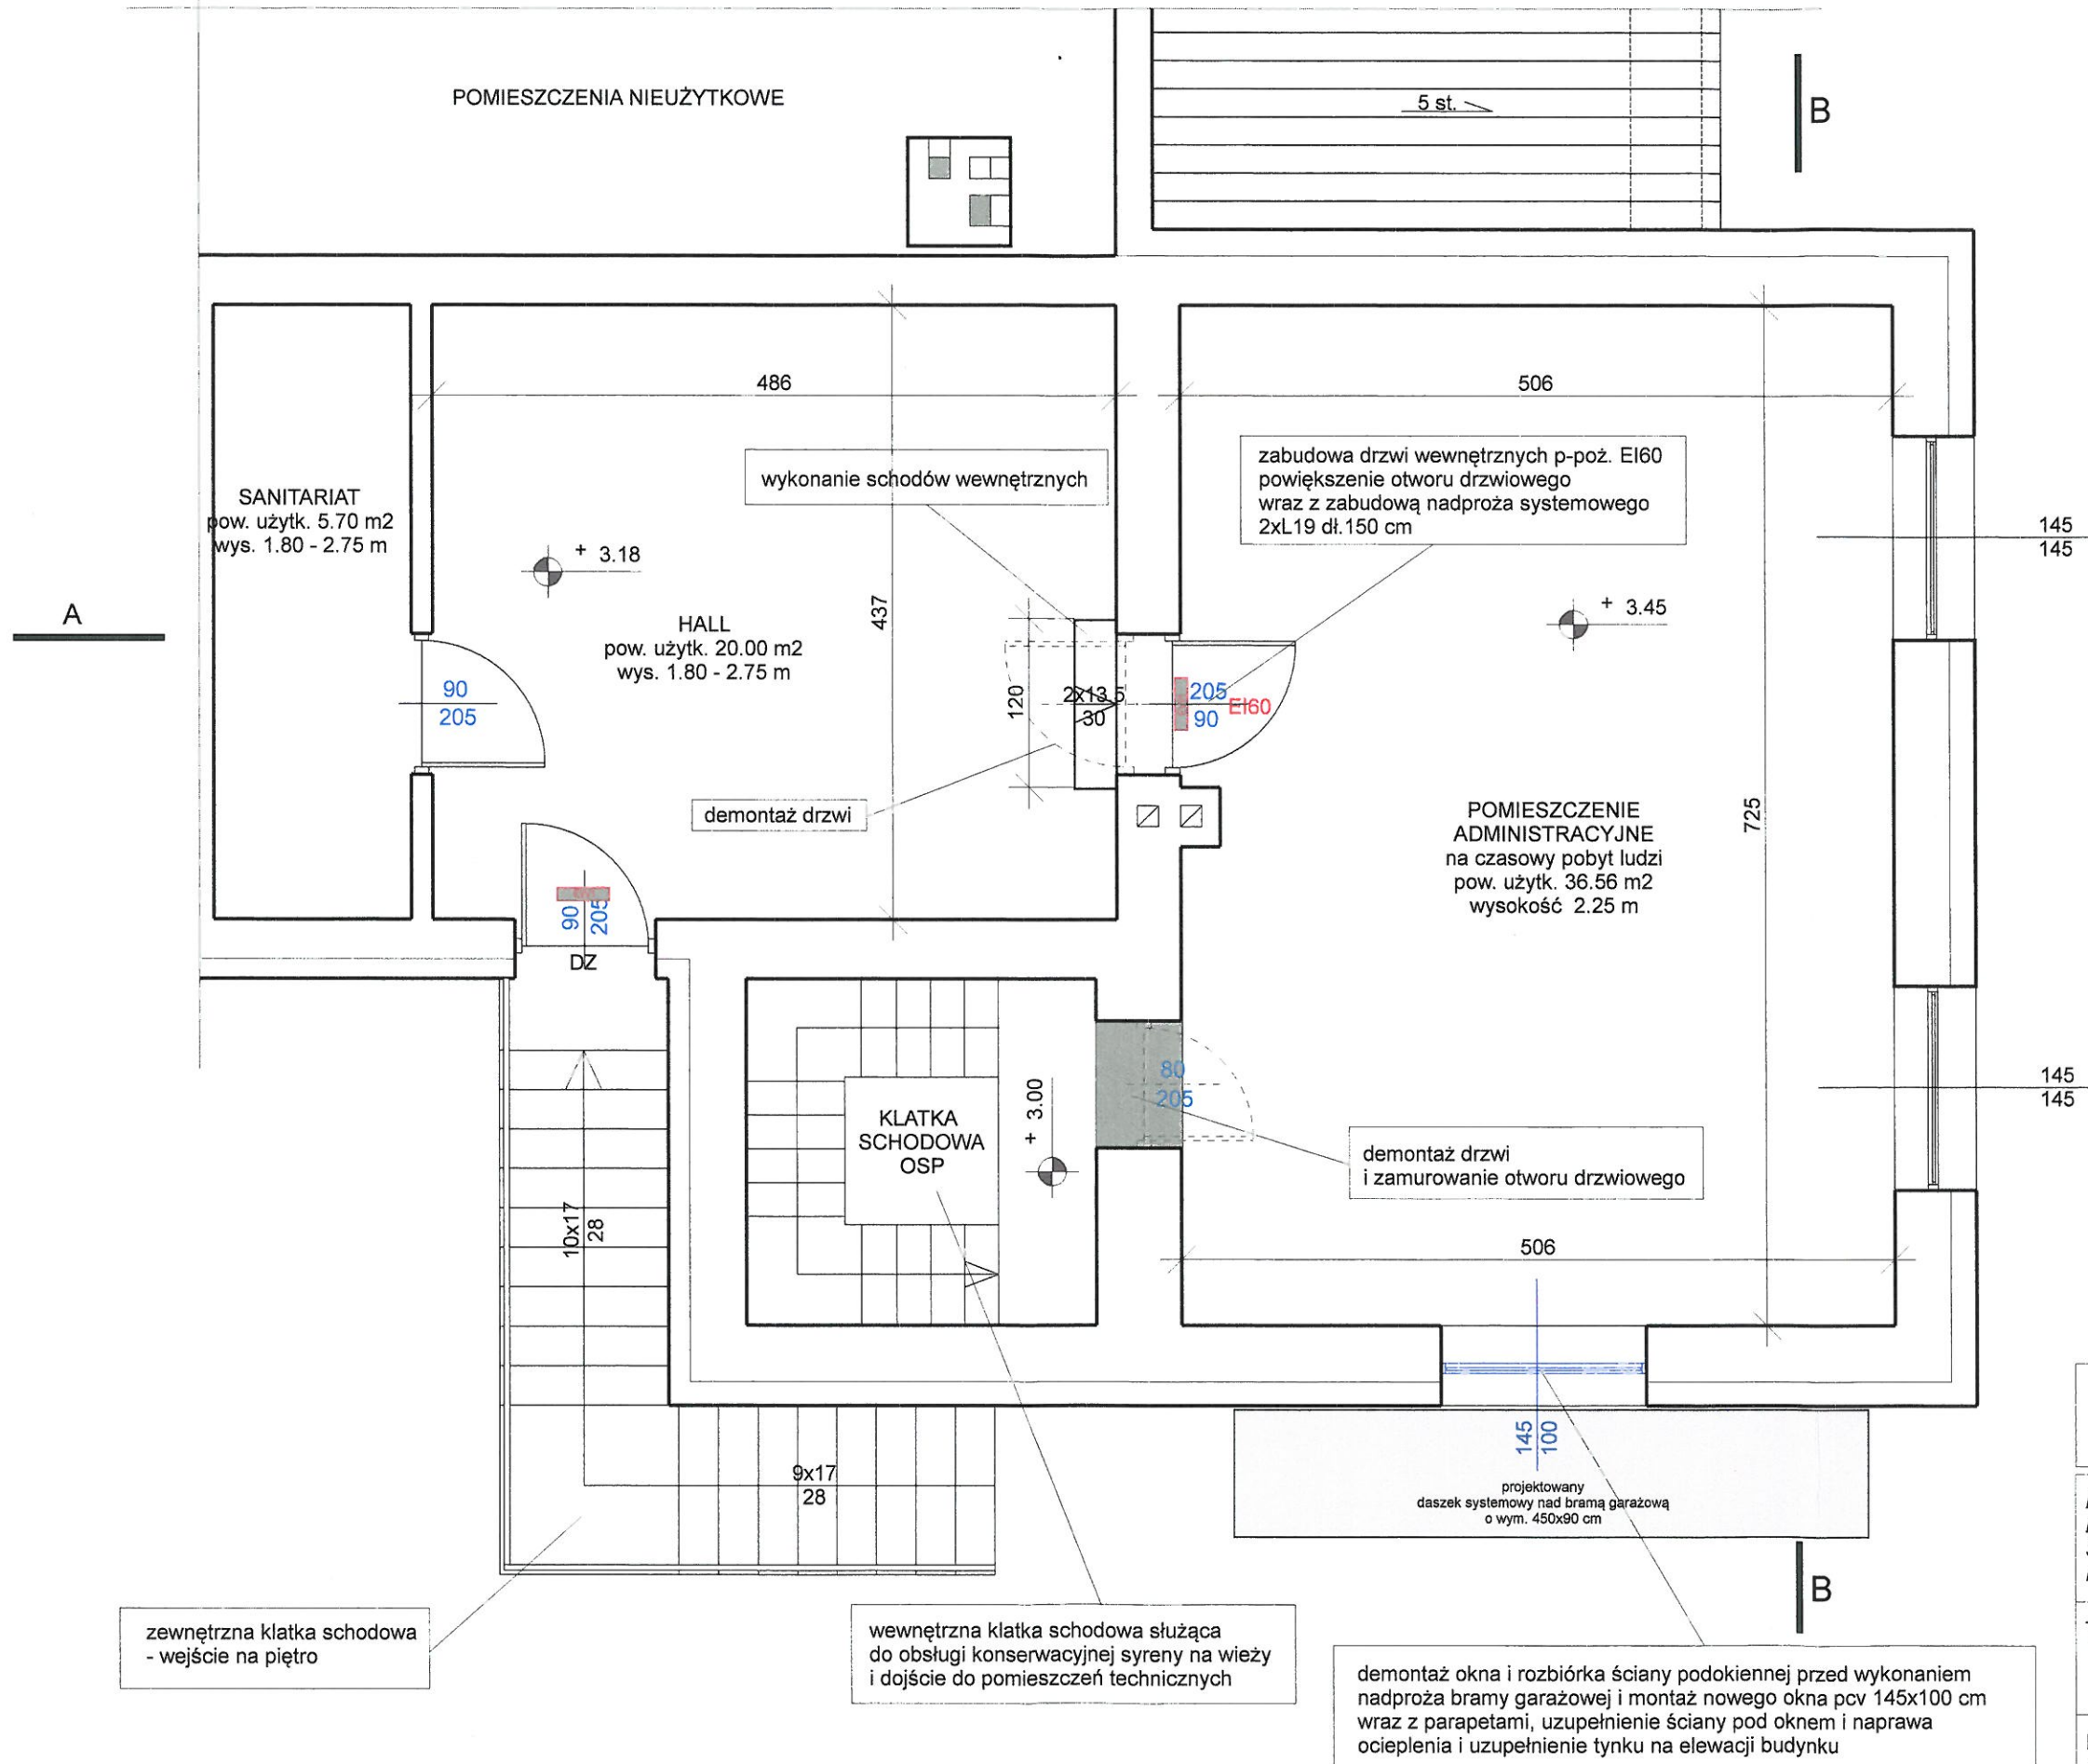 POMIESZCZENIA NIEUŻYTKOWE
5 st.
B
486
506
wykonanie schodów wewnętrznych
zabudowa drzwi wewnętrznych p-poż. EI60
powiększenie otworu drzwiowego
wraz z zabudową nadproża systemowego
2xL19 dł.150 cm
SANITARIAT
pow. użytk. 5.70 m2
wys. 1.80 - 2.75 m
145
145
+ 3.18
+ 3.45
A
437
HALL
pow. użytk. 20.00 m2
wys. 1.80 - 2.75 m
90
205
120
2x13.5
30
205
90
EI60
demontaż drzwi
725
POMIESZCZENIE
ADMINISTRACYJNE
na czasowy pobyt ludzi
pow. użytk. 36.56 m2
wysokość 2.25 m
90
205
DZ
80
205
145
145
+ 3.00
KLATKA
SCHODOWA
OSP
demontaż drzwi
i zamurowanie otworu drzwiowego
10x17
28
506
145
100
9x17
28
projektowany
daszek systemowy nad bramą garażową
o wym. 450x90 cm
B
zewnętrzna klatka schodowa
- wejście na piętro
wewnętrzna klatka schodowa służąca
do obsługi konserwacyjnej syreny na wieży
i dojście do pomieszczeń technicznych
demontaż okna i rozbiórka ściany podokiennej przed wykonaniem
nadproża bramy garażowej i montaż nowego okna pcv 145x100 cm
wraz z parapetami, uzupełnienie ściany pod oknem i naprawa
ocieplenia i uzupełnienie tynku na elewacji budynku